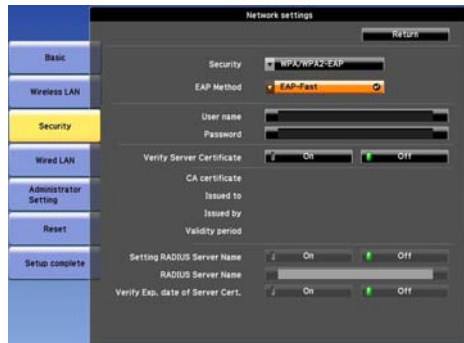 Network settings
Return
Basic
Wireless LAN
Security
Wired LAN
Administrator
Setting
Reset
Setup complete
Security WPA/WPA2-EAP
EAP Method EAP-Fast
User name
Password
Verify Server Certificate On Off
CA certificate
Issued to
Issued by
Validity period
Setting RADIUS Server Name On Off
RADIUS Server Name
Verify Exp. date of Server Cert. On Off